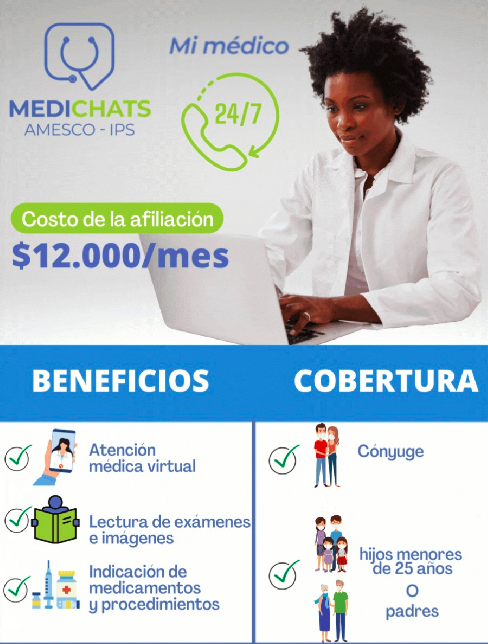 Mi médico
24/7
MEDICHATS
AMESCO - IPS
Costo de la afiliación
$12.000/mes
BENEFICIOS
Atención
médica virtual
Lectura de exámenes
e imágenes
Indicación de
medicamentos
y procedimientos
COBERTURA
Cónyuge
hijos menores
de 25 años
O
padres